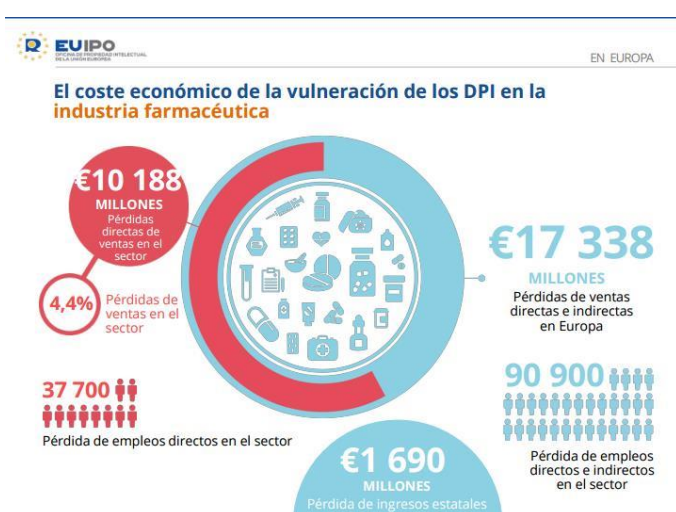 EUIPO
OFICINA DE PROPIEDAD INTELECTUAL
DE LA UNIÓN EUROPEA
EN EUROPA
El coste económico de la vulneración de los DPI en la
industria farmacéutica
€10 188
MILLONES
Pérdidas
directas de
ventas en el
sector
4,4%
Pérdidas de
ventas en el
sector
37 700
Pérdida de empleos directos en el sector
€17 338
MILLONES
Pérdidas de ventas
directas e indirectas
en Europa
90 900
Pérdida de empleos
directos e indirectos
en el sector
€1 690
MILLONES
Pérdida de ingresos estatales